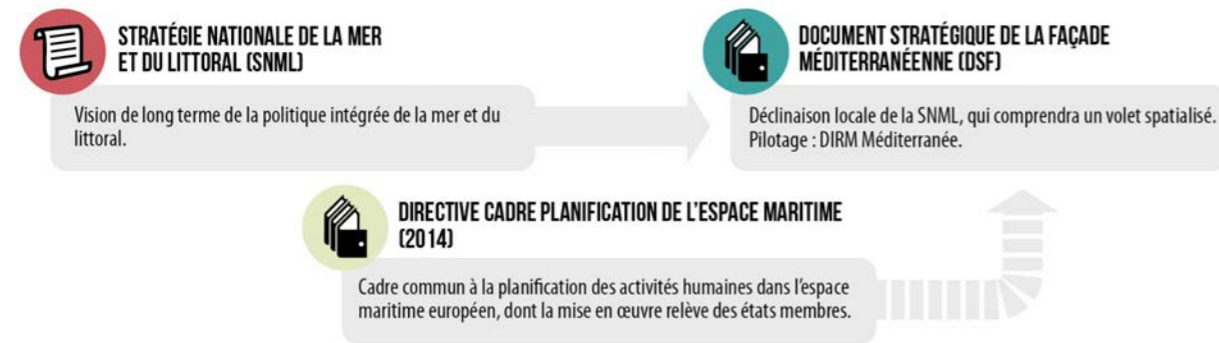 STRATÉGIE NATIONALE DE LA MER
ET DU LITTORAL (SNML)
Vision de long terme de la politique intégrée de la mer et du
littoral.
DOCUMENT STRATÉGIQUE DE LA FAÇADE
MÉDITERRANÉENNE (DSF)
Déclinaison locale de la SNML, qui comprendra un volet spatialisé.
Pilotage : DIRM Méditerranée.
DIRECTIVE CADRE PLANIFICATION DE L'ESPACE MARITIME
(2014)
Cadre commun à la planification des activités humaines dans l'espace
maritime européen, dont la mise en œuvre relève des états membres.